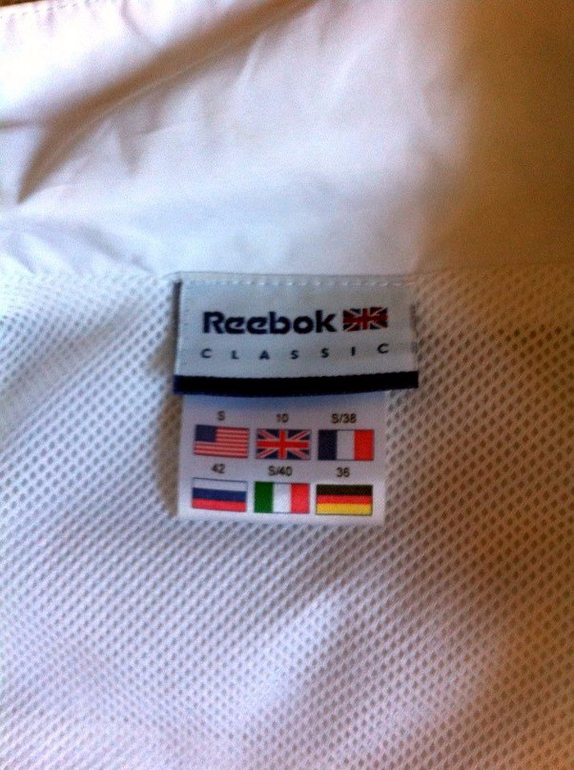 Reebok
CLASSIC
S 10 S/38
42 S/40 36